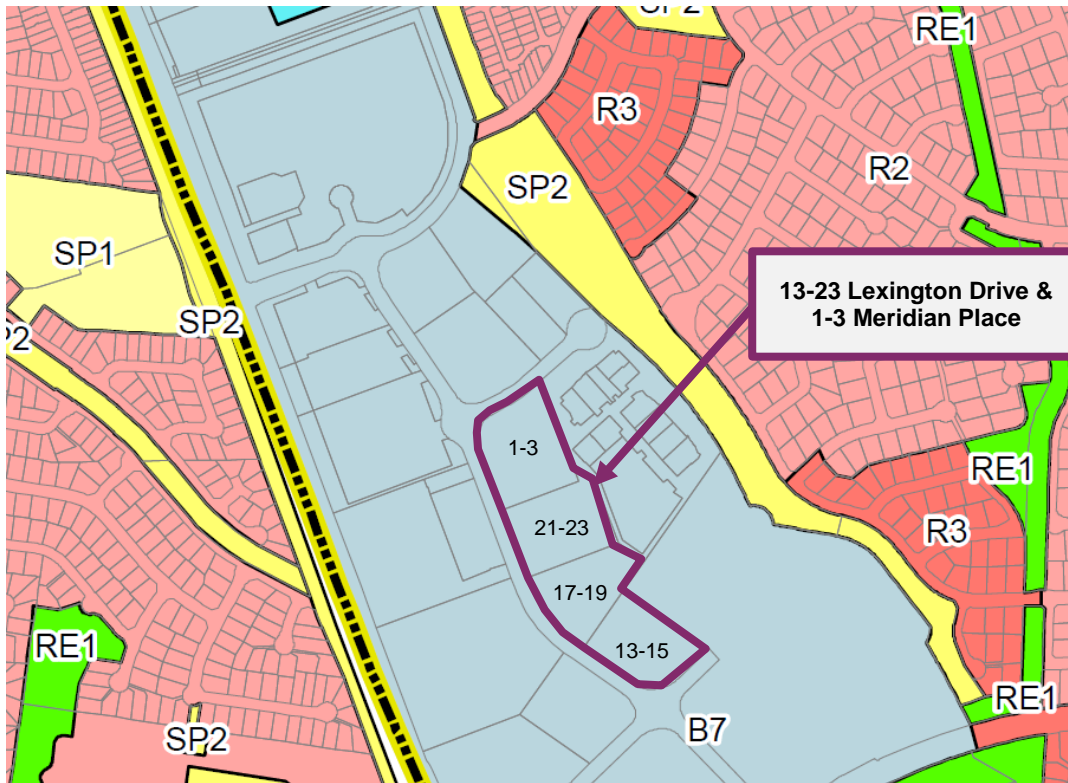 SP2
RE1
R3
R2
SP2
SP1
SP2
P2
13-23 Lexington Drive &
1-3 Meridian Place
1-3
RE1
21-23
R3
17-19
RE1
13-15
RE1
B7
SP2